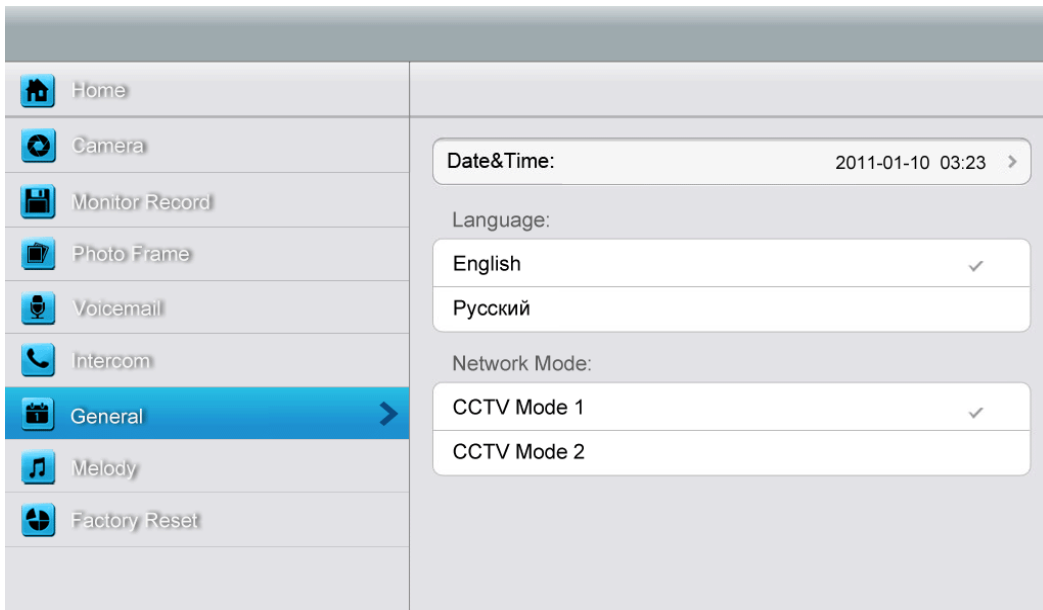 Home
Camera
Monitor Record
Photo Frame
Voicemail
Intercom
General
Melody
Factory Reset
Date&Time: 2011-01-10 03:23
Language:
English
Русский
Network Mode:
CCTV Mode 1
CCTV Mode 2